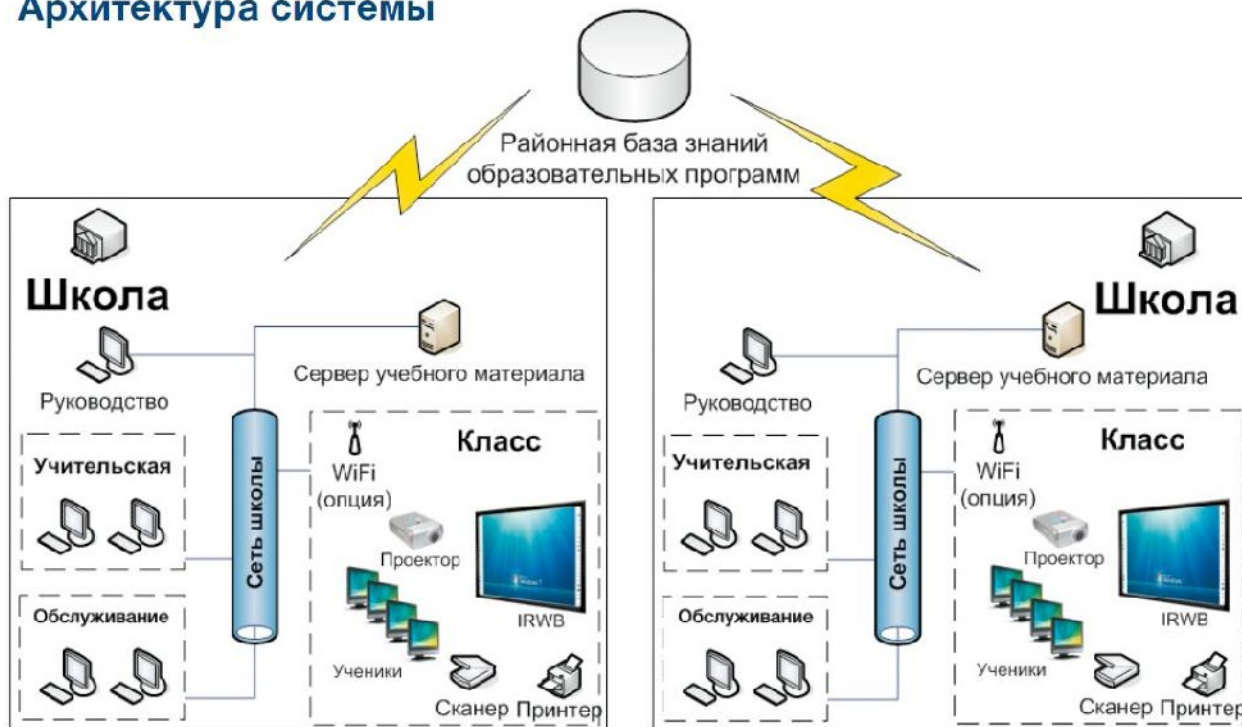 Архитектура системы
Районная база знаний
образовательных программ
Школа
Руководство
Сервер учебного материала
Учительская
Обслуживание
Сеть школы
Класс
WiFi
(опция)
Проектор
IRWB
Ученики
Сканер Принтер
Школа
Руководство
Сервер учебного материала
Учительская
Обслуживание
Сеть школы
Класс
WiFi
(опция)
Проектор
IRWB
Ученики
Сканер Принтер